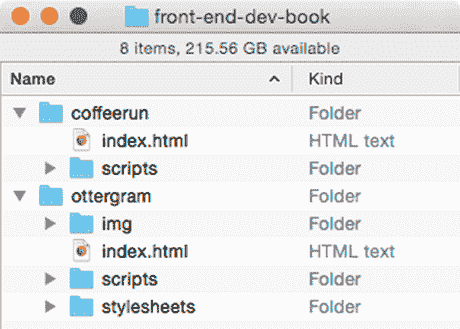 front-end-dev-book
8 items, 215.56 GB available
Name Kind
coffeerun Folder
index.html HTML text
scripts Folder
ottergram Folder
img Folder
index.html HTML text
scripts Folder
stylesheets Folder